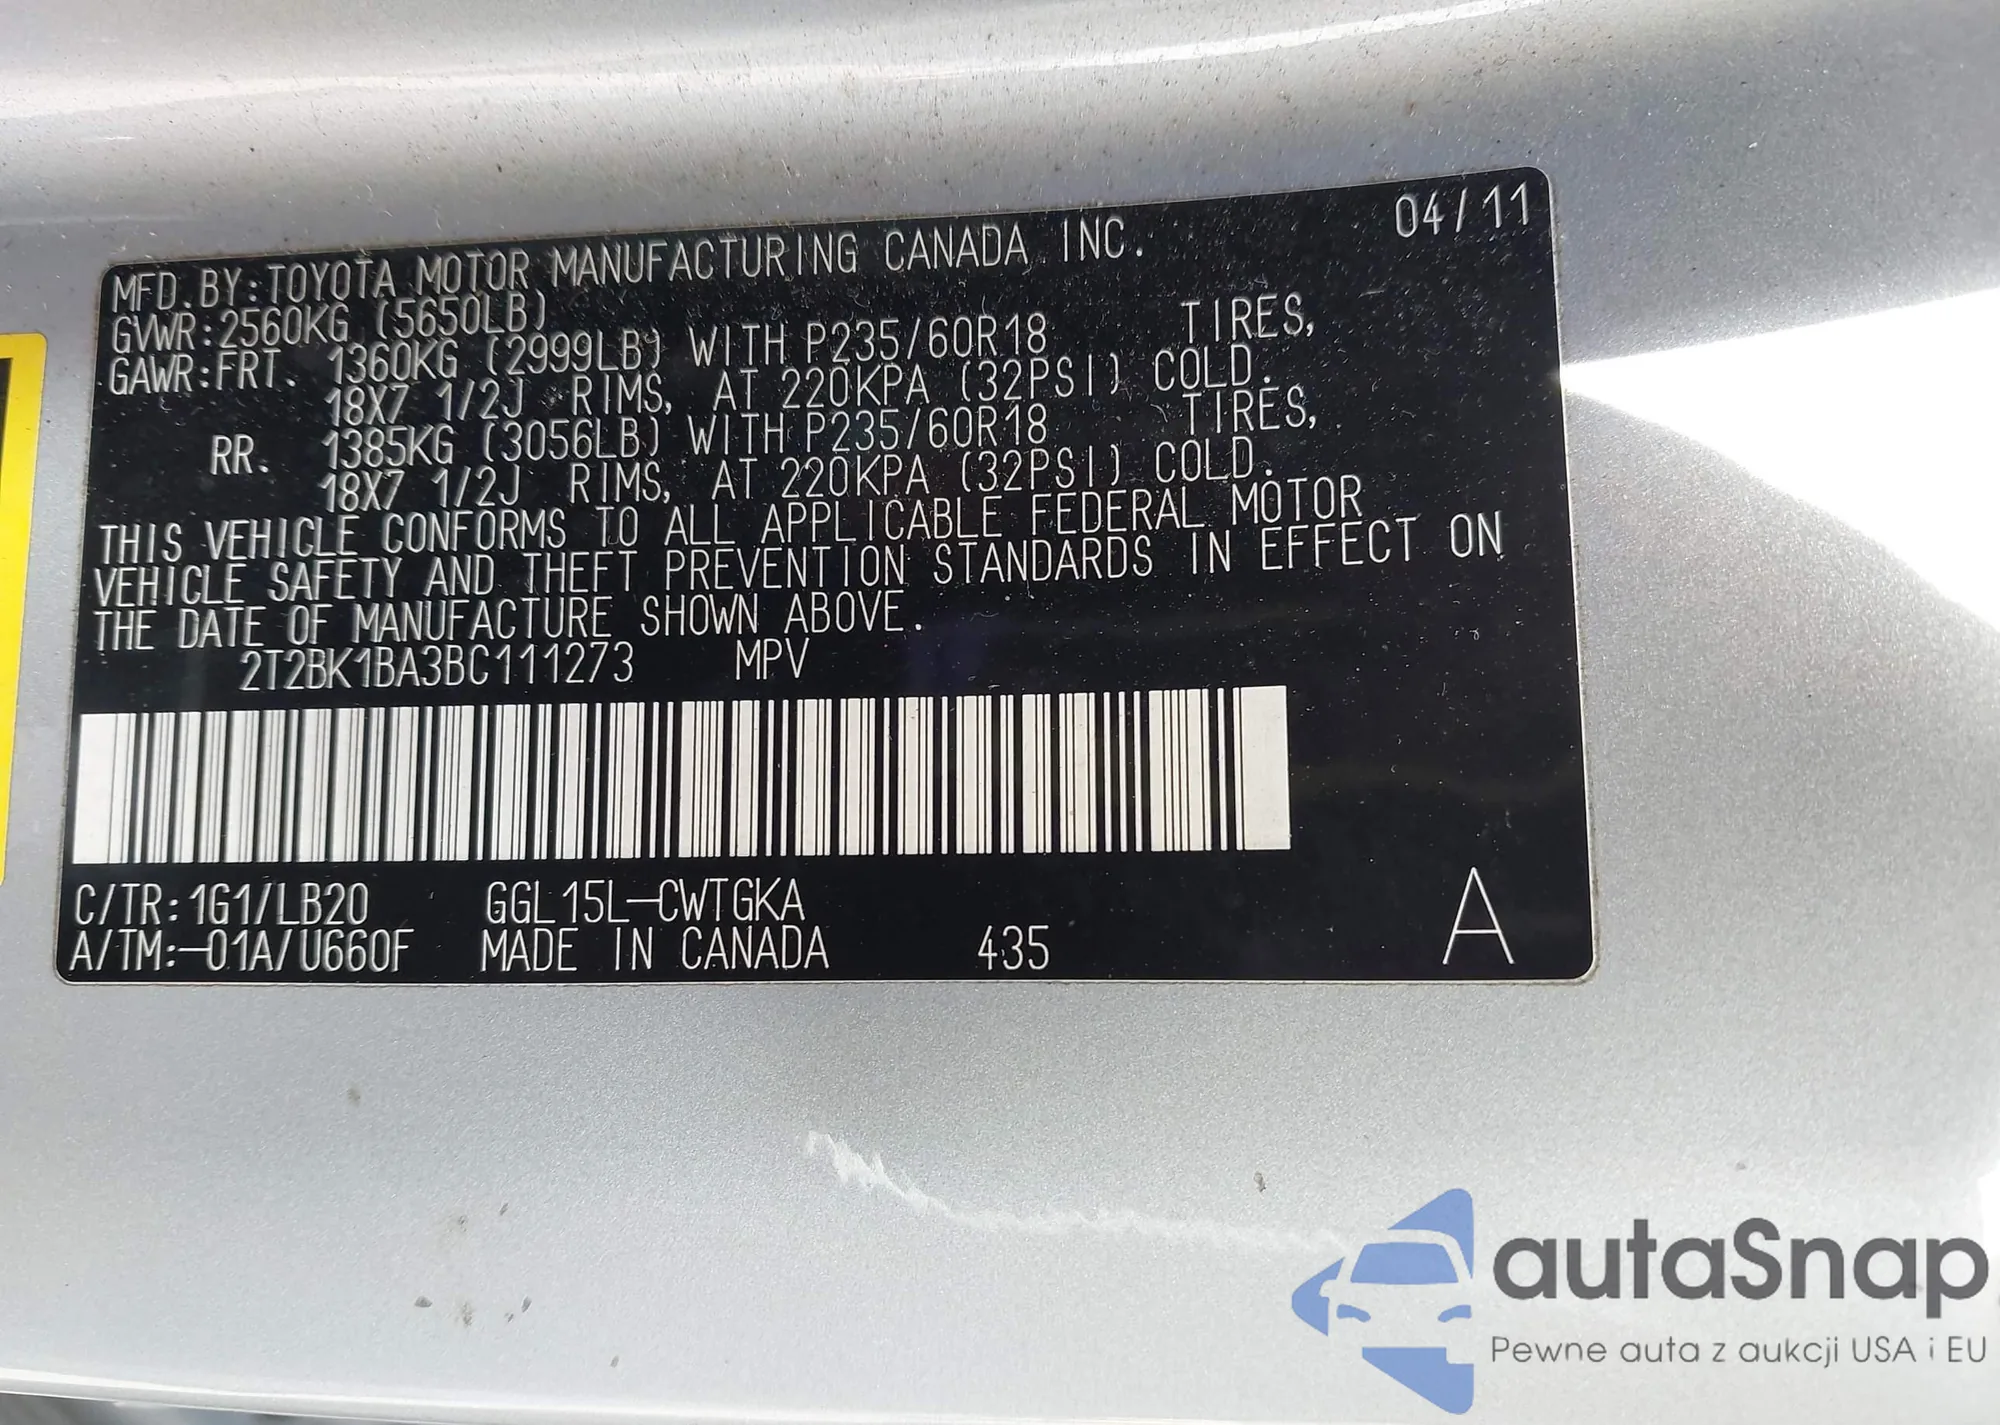 04/11
MFD.BY:TOYOTA MOTOR MANUFACTURING CANADA INC.
GVWR:2560KG (5650LB)
GAWR:FRT. 1360KG (2999LB) WITH P235/60R18 TIRES,
18X7 1/2J RIMS, AT 220KPA (32PSI) COLD.
RR. 1385KG (3056LB) WITH P235/60R18 TIRES,
18X7 1/2J RIMS, AT 220KPA (32PSI) COLD.
THIS VEHICLE CONFORMS TO ALL APPLICABLE FEDERAL MOTOR
VEHICLE SAFETY AND THEFT PREVENTION STANDARDS IN EFFECT ON
THE DATE OF MANUFACTURE SHOWN ABOVE.
2T2BK1BA3BC111273 MPV
C/TR:1G1/LB20 GGL15L-CWTGKA
A/TM:-01A/U660F MADE IN CANADA 435 A
autaSnap
Pewne auta z aukcji USA i EU